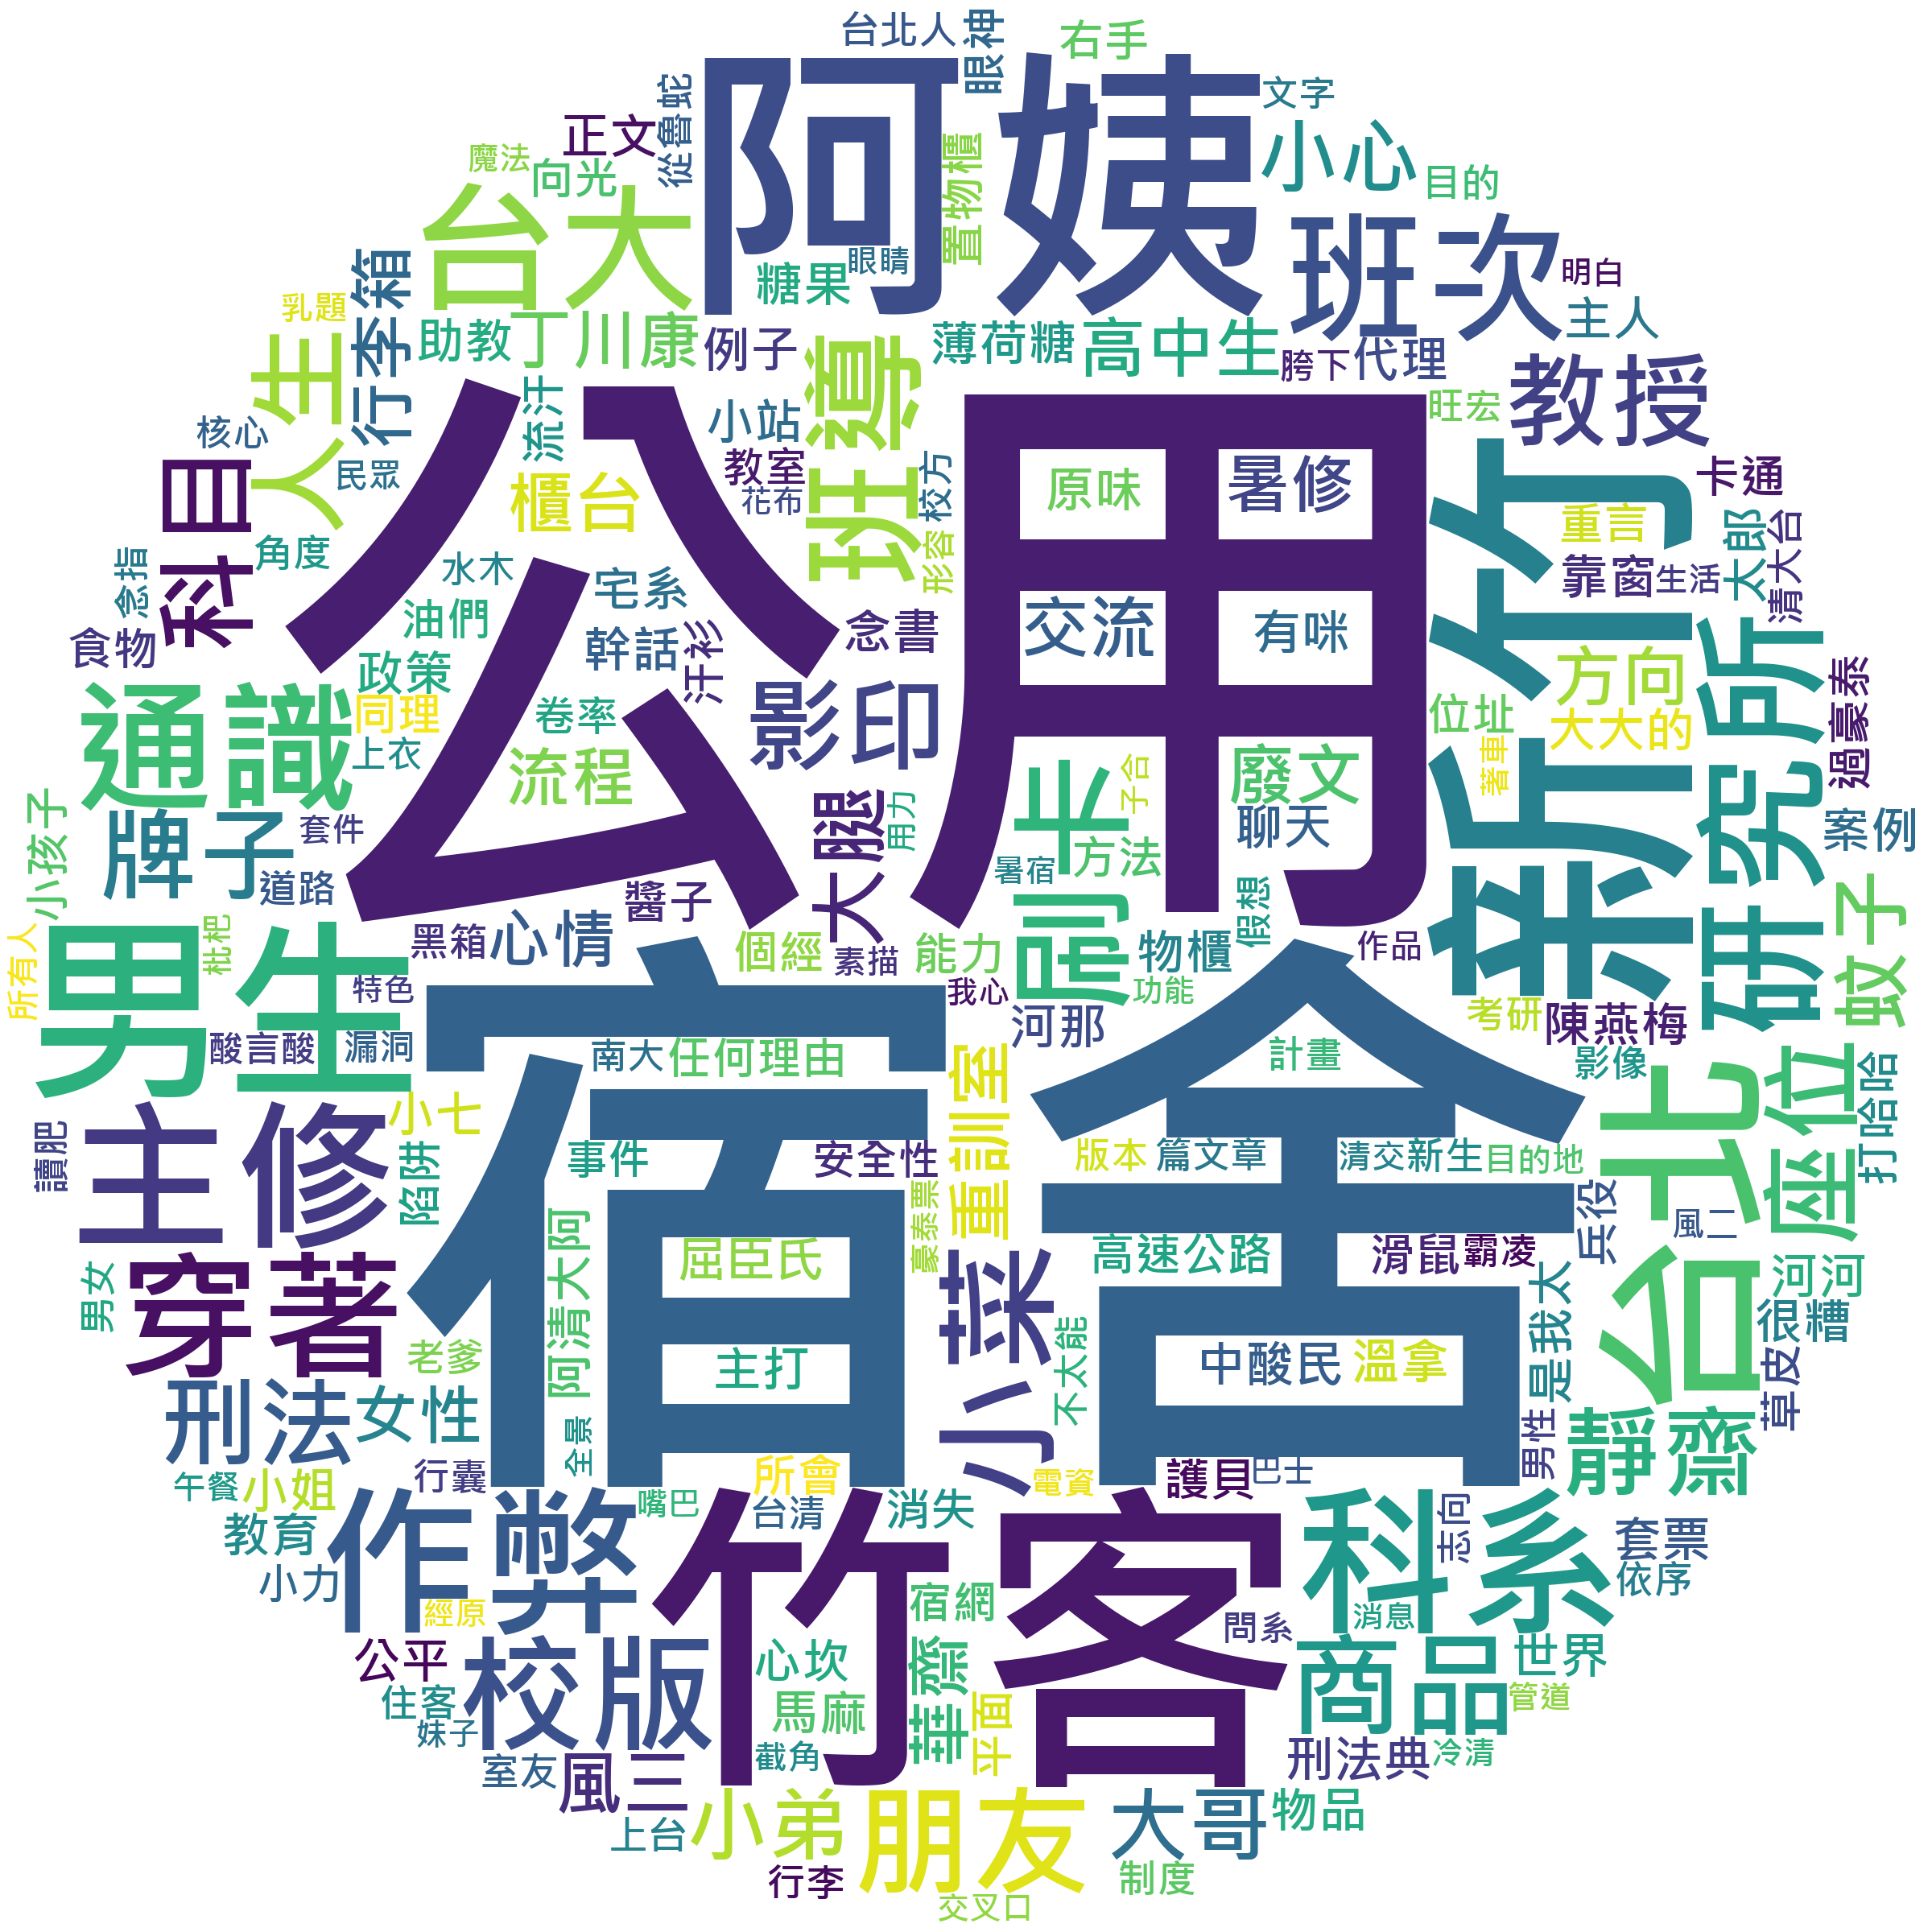 台北人
眼神
右手
文字
從魯蛇
正文
阿姨
小心
魔法
向光
置物櫃
目的
台大
班次
眼睛
糖果
明白
行李箱
乳題
主人
助教
丁川康
例子
薄荷糖
高中生
胯下
代理
人生
班導
教授
流汗
小站
旺宏
核心
科目
公用
新竹
民眾
櫃台
教室
花布
校方
原味
暑修
卡通
重言
太郎
清大台
角度
念指
水木
宅系
形容
靠窗
生活
油們
幹話
汗衫
念書
交流
有咪
食物
政策
研究所
方向
過豪泰
通識
同理
卷率
影印
位址
大大的
上衣
流程
廢文
著車
子台
小孩子
牌子
套件
大腿
用力
刷卡
聊天
方法
案例
道路
醬子
暑宿
假想
蚊子
所有人
男生
枇杷
黑箱
心情
個經
素描
能力
物櫃
作品
特色
我心
功能
考研
陳燕梅
酸言酸
漏洞
宿舍
南大
任何理由
河那
計畫
影像
台北
座位
打哈哈
重訓室
小七
讀肥
主修
陷阱
事件
安全性
版本
篇文章
清交
新生
目的地
豪泰票
兵役
風二
阿清大阿
屈臣氏
小菜
高速公路
滑鼠
霸凌
男女
穿著
河河
很糟
是我太
老爹
主打
不太能
中酸民
溫拿
草皮
刑法
女性
全景
男性
靜齋
午餐
小姐
行囊
所會
電資
護貝
巴士
作弊
嘴巴
台清
消失
竹客
科系
志向
套票
教育
小力
依序
經原
宿網
消息
問系
公平
校版
心坎
華齋
商品
世界
住客
馬麻
平面
管道
妹子
室友
風三
截角
刑法典
冷清
上台
小弟
朋友
大哥
物品
行李
制度
交叉口